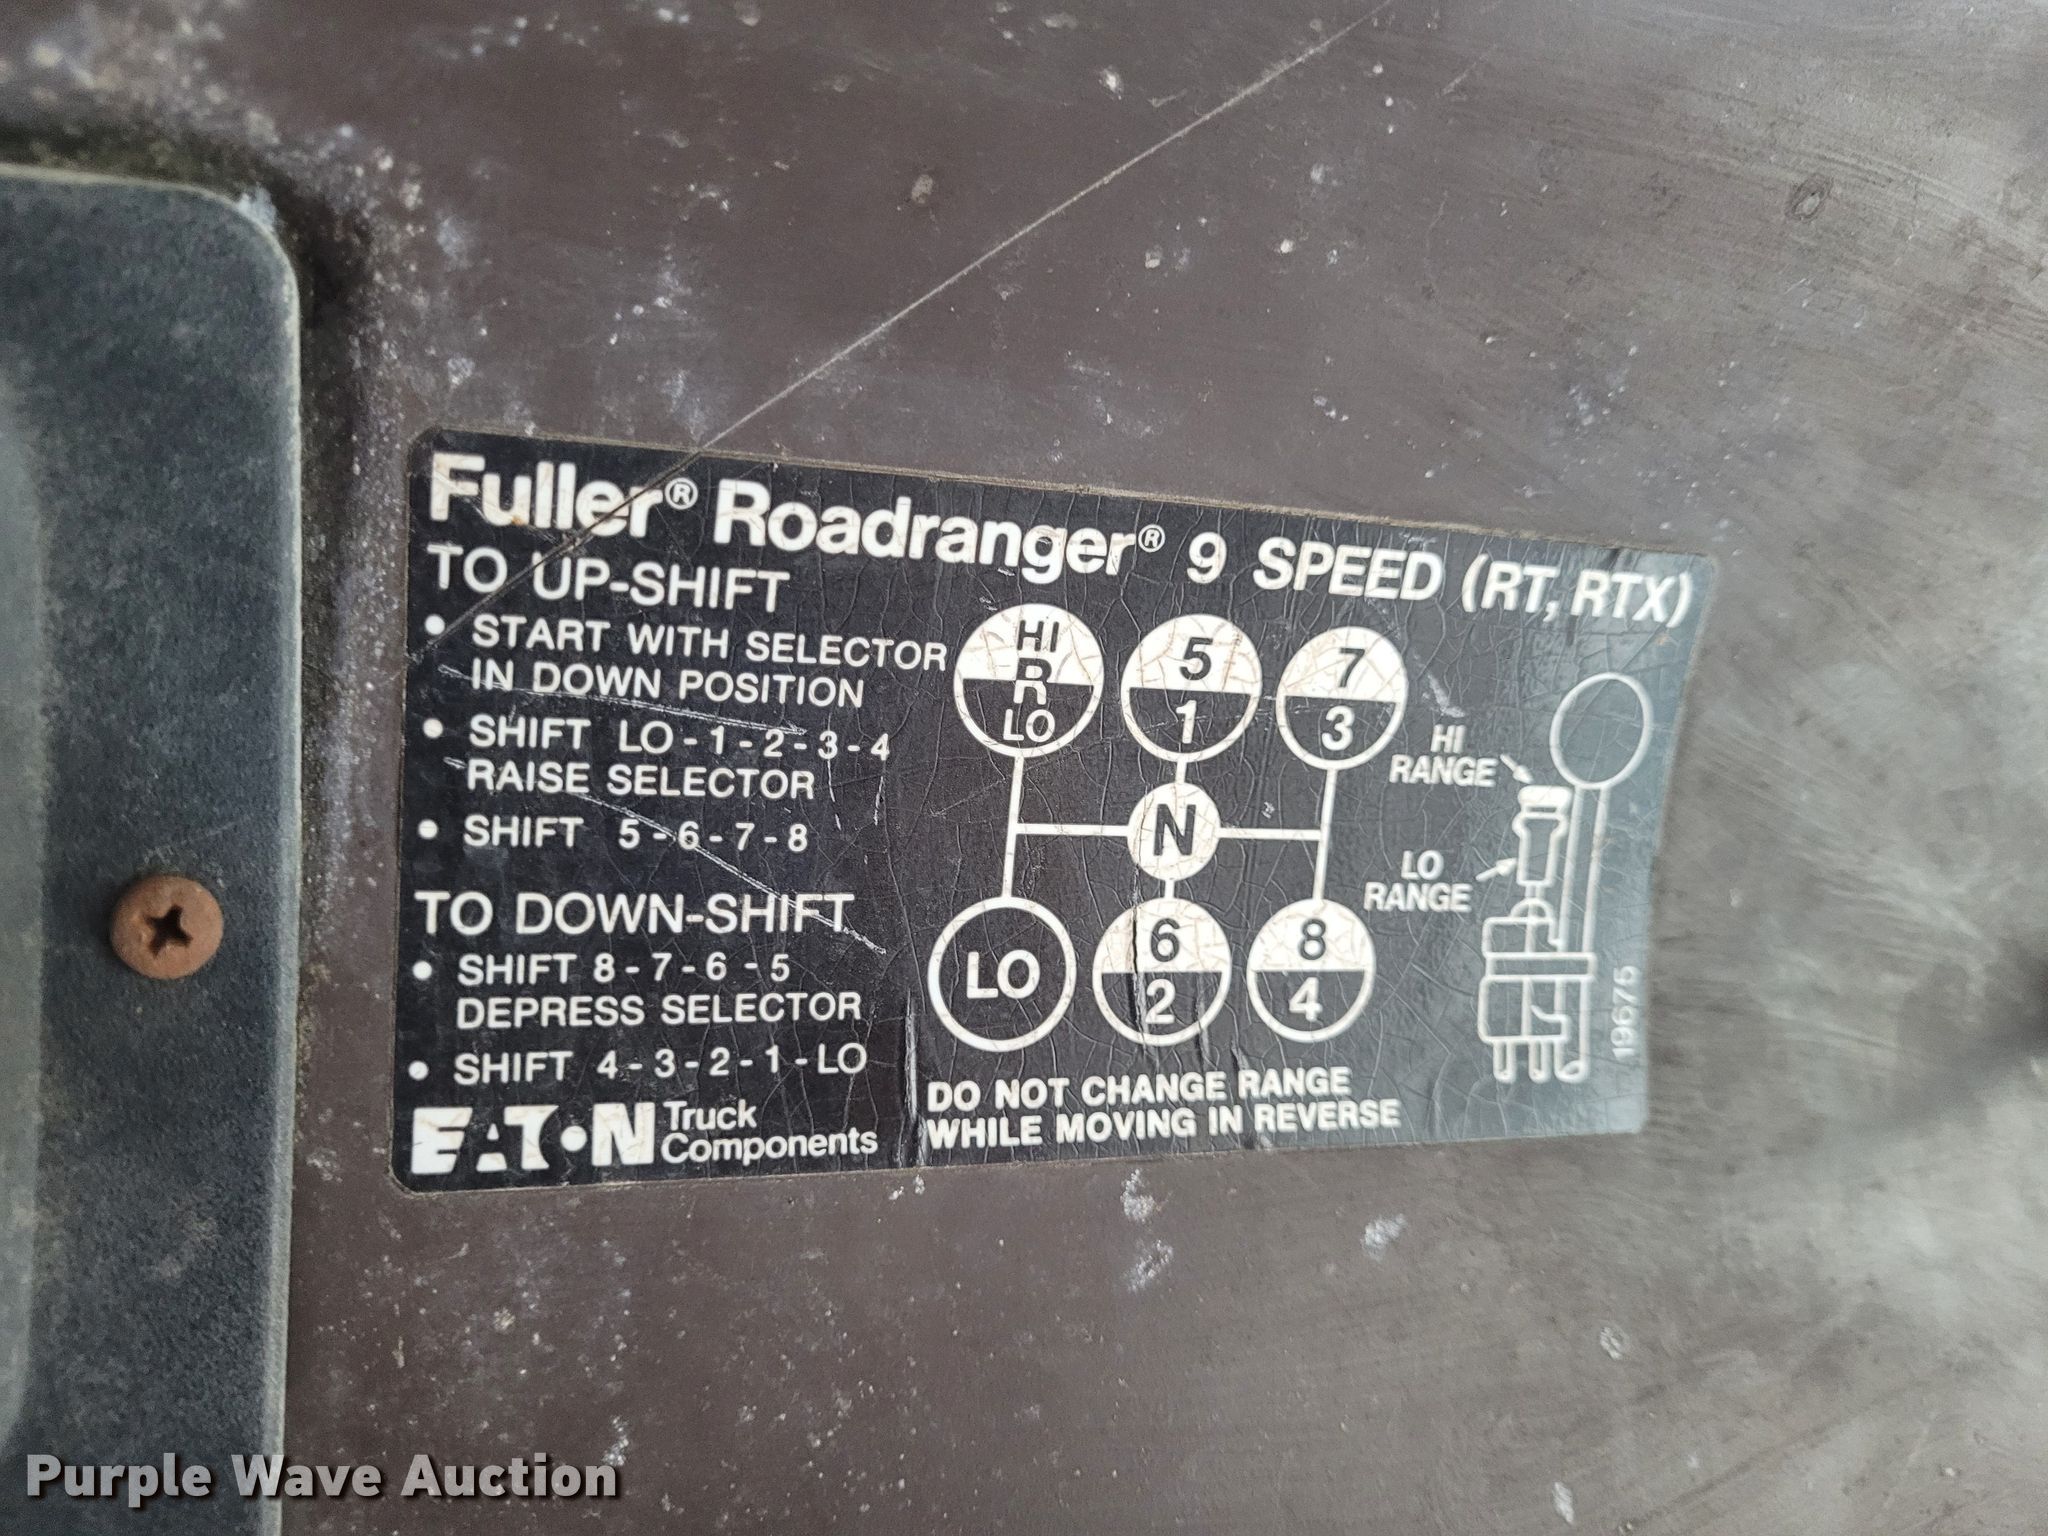 Fuller® Roadranger® 9 SPEED (RT, RTX)
TO UP-SHIFT
• START WITH SELECTOR
IN DOWN POSITION
• SHIFT LO-1-2-3-4
RAISE SELECTOR
• SHIFT 5-6-7-8
TO DOWN-SHIFT
• SHIFT 8-7-6-5
DEPRESS SELECTOR
• SHIFT 4-3-2-1-LO
EATON Truck
Components
HI
R
LO
5
1
7
3
N
LO
6
2
8
4
HI
RANGE
LO
RANGE
DO NOT CHANGE RANGE
WHILE MOVING IN REVERSE
19675
Purple Wave Auction